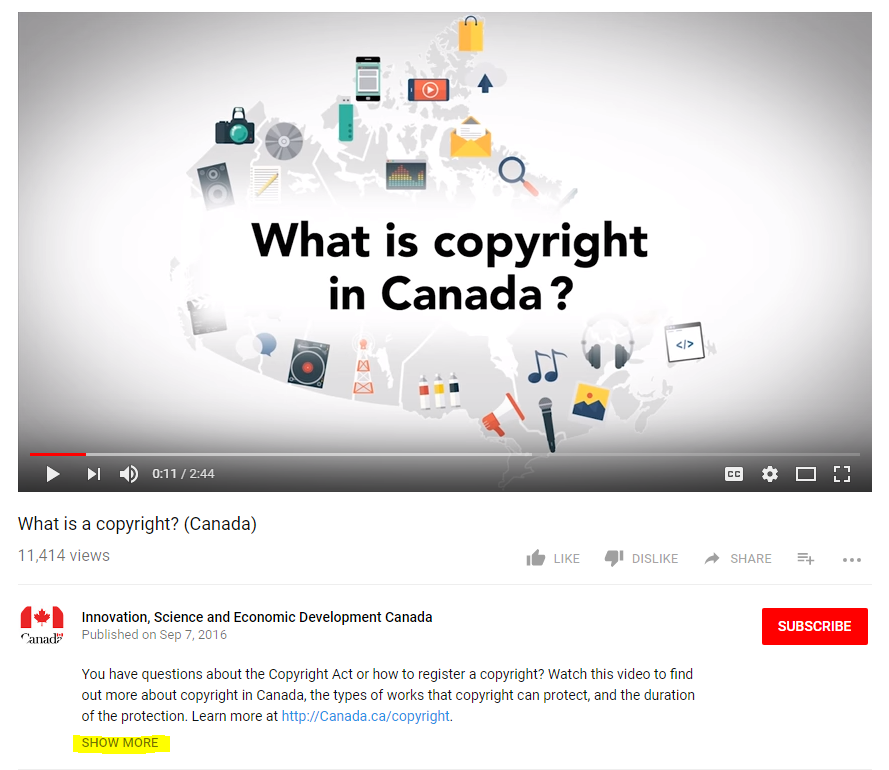 What is copyright
in Canada?
</>
0:11 / 2:44
CC
What is a copyright? (Canada)
11,414 views
LIKE DISLIKE SHARE
Canada
Innovation, Science and Economic Development Canada
Published on Sep 7, 2016
SUBSCRIBE
You have questions about the Copyright Act or how to register a copyright? Watch this video to find
out more about copyright in Canada, the types of works that copyright can protect, and the duration
of the protection. Learn more at http://Canada.ca/copyright.
SHOW MORE